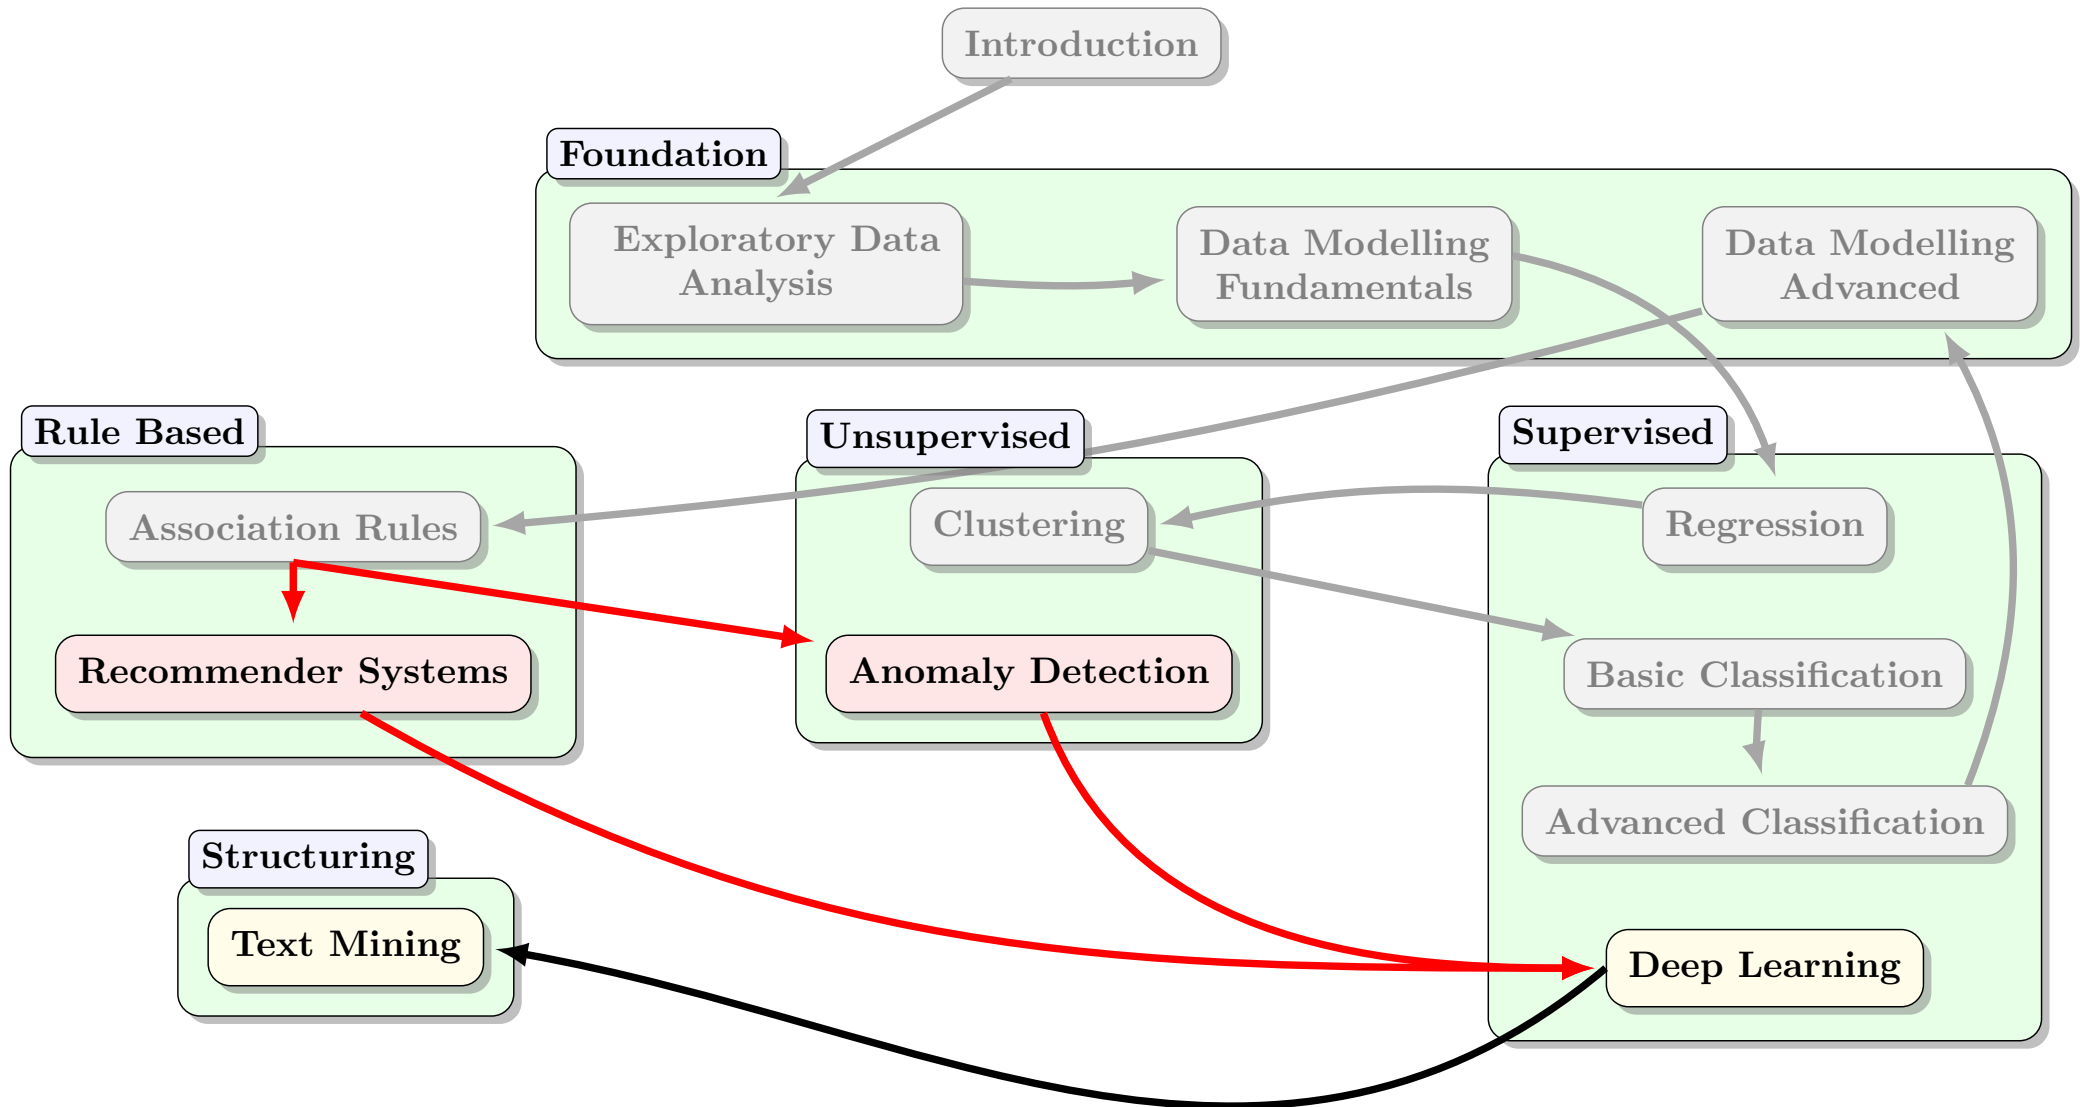 Introduction
Foundation
Exploratory Data
Analysis
Data Modelling
Fundamentals
Data Modelling
Advanced
Rule Based
Association Rules
Recommender Systems
Unsupervised
Clustering
Anomaly Detection
Supervised
Regression
Basic Classification
Advanced Classification
Deep Learning
Structuring
Text Mining